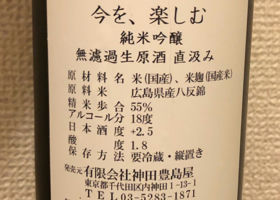 今を、楽しむ
純米吟醸
無濾過生原酒 直汲み
原材料名 米(国産)、米麹(国産米)
原料米 広島県産八反錦
精米歩合 55%
アルコール分 18度
日本酒度 +2.5
酸度 1.8
保存方法 要冷蔵・縦置き
発売元 有限会社神田豊島屋
東京都千代田区内神田1-13-1
TEL 03-5283-1871